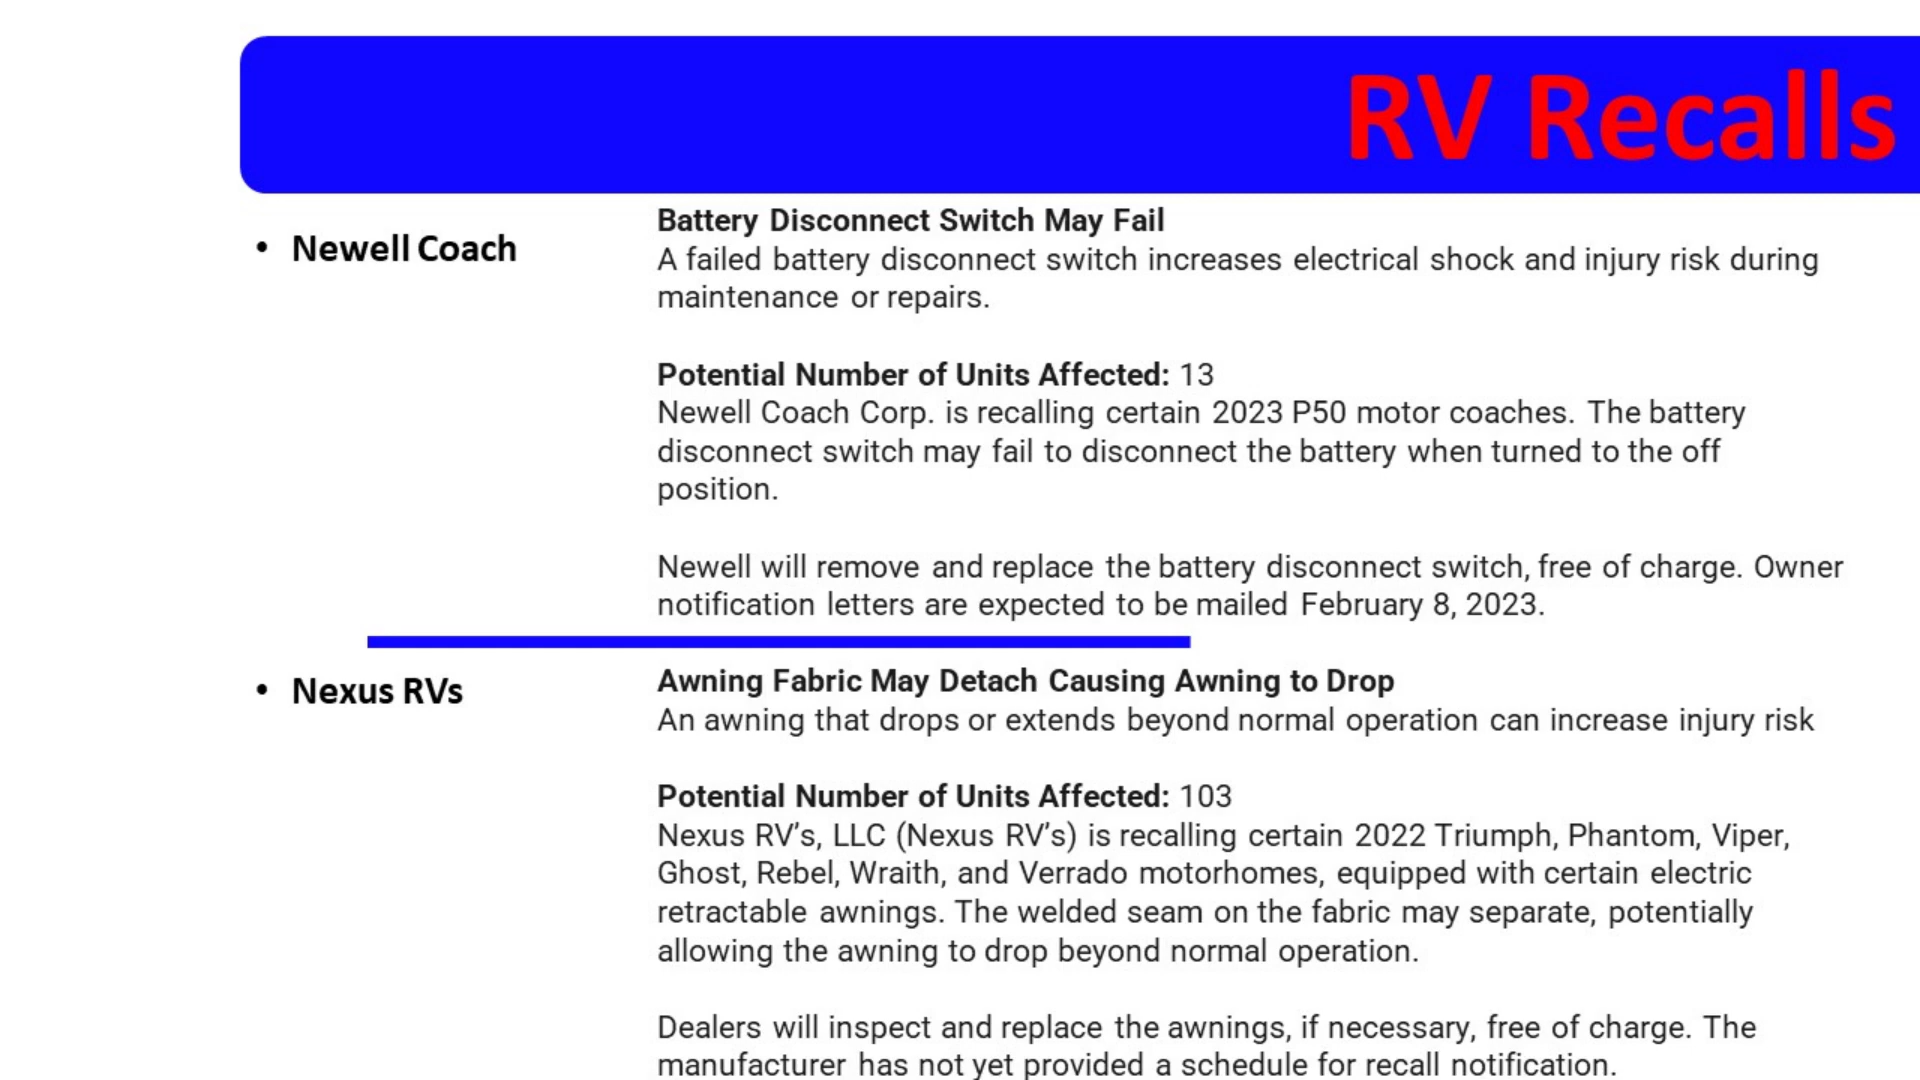 RV Recalls
• Newell Coach
Battery Disconnect Switch May Fail
A failed battery disconnect switch increases electrical shock and injury risk during
maintenance or repairs.
Potential Number of Units Affected: 13
Newell Coach Corp. is recalling certain 2023 P50 motor coaches. The battery
disconnect switch may fail to disconnect the battery when turned to the off
position.
Newell will remove and replace the battery disconnect switch, free of charge. Owner
notification letters are expected to be mailed February 8, 2023.
• Nexus RVs
Awning Fabric May Detach Causing Awning to Drop
An awning that drops or extends beyond normal operation can increase injury risk
Potential Number of Units Affected: 103
Nexus RV’s, LLC (Nexus RV’s) is recalling certain 2022 Triumph, Phantom, Viper,
Ghost, Rebel, Wraith, and Verrado motorhomes, equipped with certain electric
retractable awnings. The welded seam on the fabric may separate, potentially
allowing the awning to drop beyond normal operation.
Dealers will inspect and replace the awnings, if necessary, free of charge. The
manufacturer has not yet provided a schedule for recall notification.